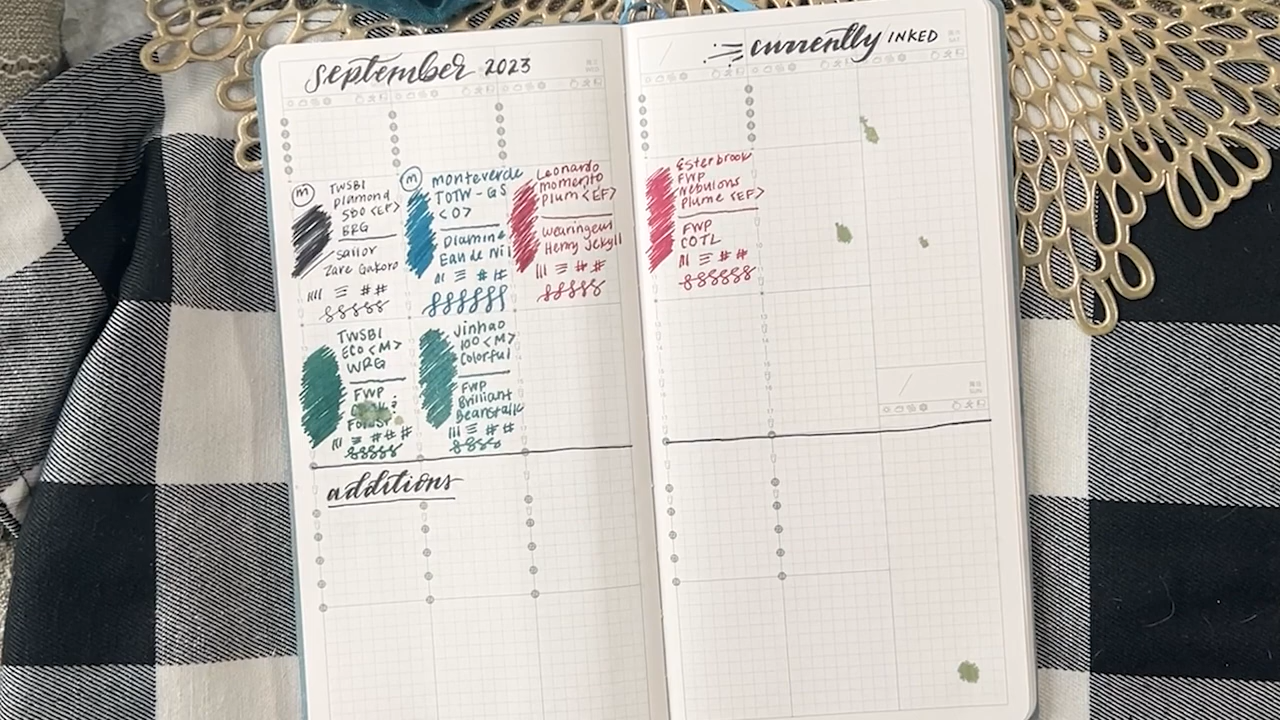 september 2023
currently INKED
M
TWSBI
Diamond
580 <EF>
BRG
Sailor
Zare Gokoro
M
monteverde
TOTW - GS
<O>
Diamine
Eau de Nil
Leonardo
momento
Plum <EF>
Wearingeul
Henry Jekyll
Esterbrook
FWP
Nebulous
Plume <EF>
FWP
COTL
TWSBI
ECO <M>
WRG
FWP
Jinhao
100 <M>
Colorful
FWP
Brilliant
Beanstalk
additions